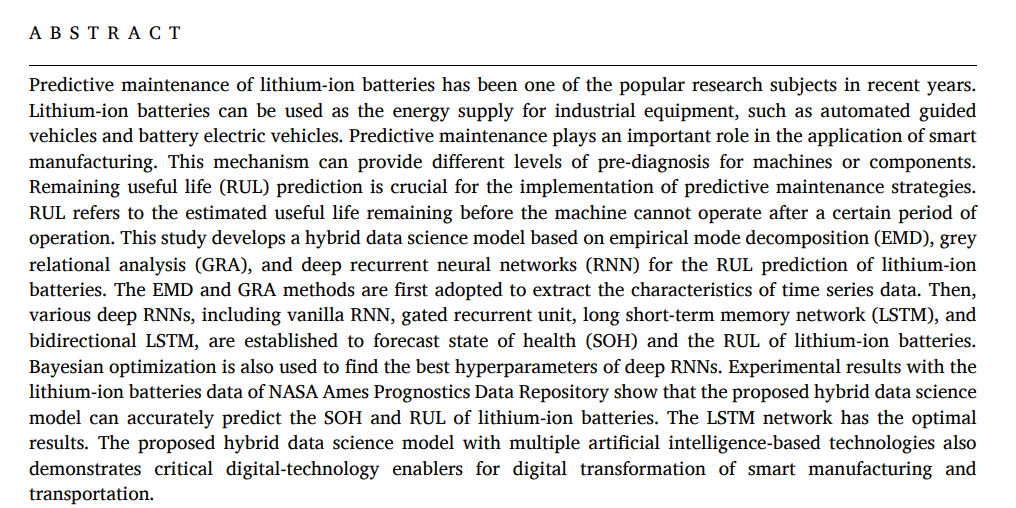 A B S T R A C T
Predictive maintenance of lithium-ion batteries has been one of the popular research subjects in recent years.
Lithium-ion batteries can be used as the energy supply for industrial equipment, such as automated guided
vehicles and battery electric vehicles. Predictive maintenance plays an important role in the application of smart
manufacturing. This mechanism can provide different levels of pre-diagnosis for machines or components.
Remaining useful life (RUL) prediction is crucial for the implementation of predictive maintenance strategies.
RUL refers to the estimated useful life remaining before the machine cannot operate after a certain period of
operation. This study develops a hybrid data science model based on empirical mode decomposition (EMD), grey
relational analysis (GRA), and deep recurrent neural networks (RNN) for the RUL prediction of lithium-ion
batteries. The EMD and GRA methods are first adopted to extract the characteristics of time series data. Then,
various deep RNNs, including vanilla RNN, gated recurrent unit, long short-term memory network (LSTM), and
bidirectional LSTM, are established to forecast state of health (SOH) and the RUL of lithium-ion batteries.
Bayesian optimization is also used to find the best hyperparameters of deep RNNs. Experimental results with the
lithium-ion batteries data of NASA Ames Prognostics Data Repository show that the proposed hybrid data science
model can accurately predict the SOH and RUL of lithium-ion batteries. The LSTM network has the optimal
results. The proposed hybrid data science model with multiple artificial intelligence-based technologies also
demonstrates critical digital-technology enablers for digital transformation of smart manufacturing and
transportation.